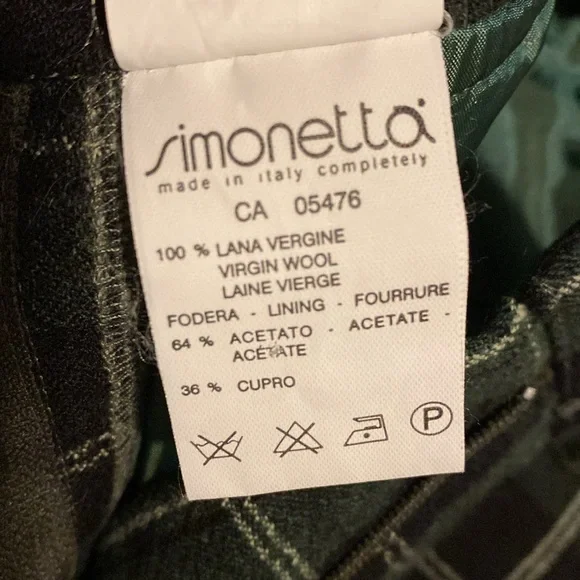 simonetta
made in italy completely
CA 05476
100 % LANA VERGINE
VIRGIN WOOL
LAINE VIERGE
FODERA - LINING - FOURRURE
64 % ACETATO - ACETATE -
ACETATE
36 % CUPRO
P